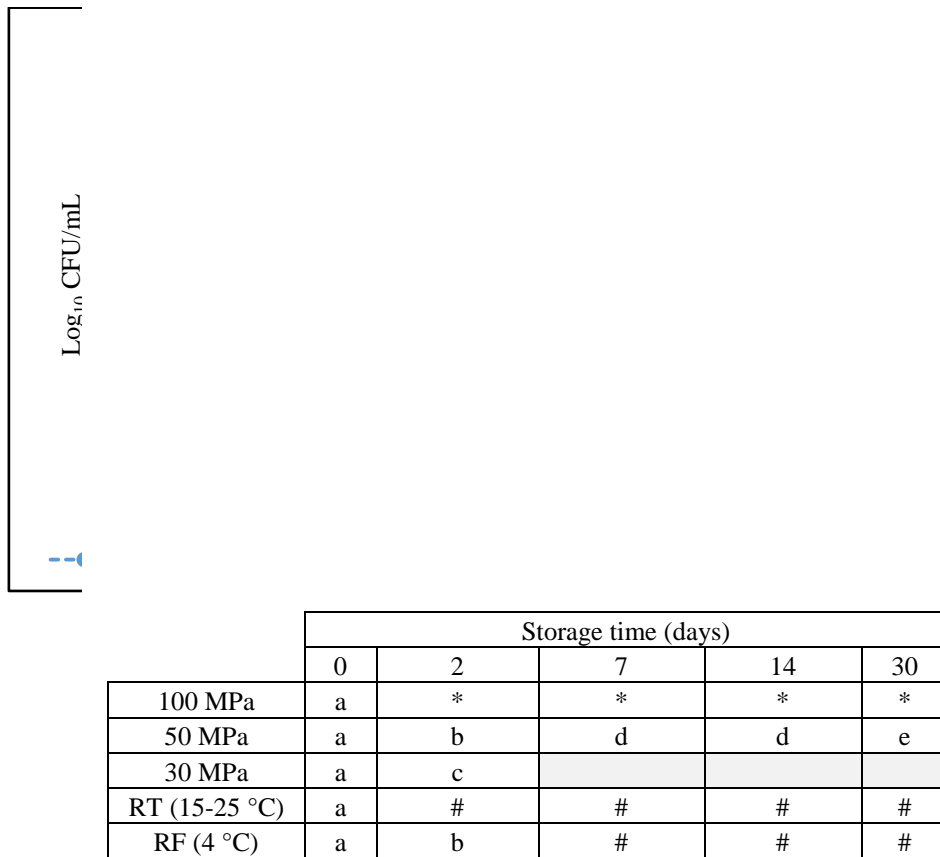 Log₁₀ CFU/mL
Storage time (days)
0 2 7 14 30
100 MPa a * * * *
50 MPa a b d d e
30 MPa a c
RT (15-25 °C) a # # # #
RF (4 °C) a b # # #